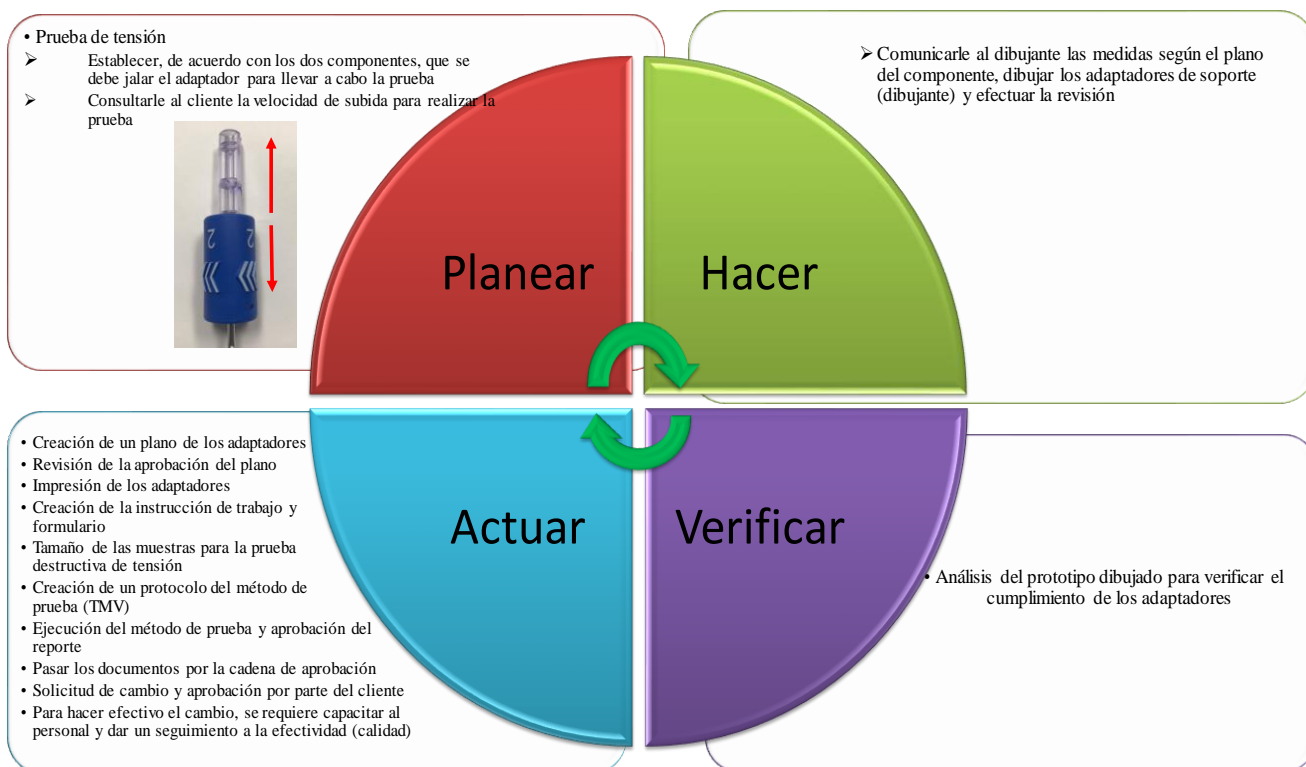 • Prueba de tensión
➢ Establecer, de acuerdo con los dos componentes, que se
debe jalar el adaptador para llevar a cabo la prueba
➢ Consultarle al cliente la velocidad de subida para realizar la
prueba
2
2
➢ Comunicarle al dibujante las medidas según el plano
del componente, dibujar los adaptadores de soporte
(dibujante) y efectuar la revisión
Planear
Hacer
Actuar
Verificar
• Creación de un plano de los adaptadores
• Revisión de la aprobación del plano
• Impresión de los adaptadores
• Creación de la instrucción de trabajo y
formulario
• Tamaño de las muestras para la prueba
destructiva de tensión
• Creación de un protocolo del método de
prueba (TMV)
• Ejecución del método de prueba y aprobación del
reporte
• Pasar los documentos por la cadena de aprobación
• Solicitud de cambio y aprobación por parte del cliente
• Para hacer efectivo el cambio, se requiere capacitar al
personal y dar un seguimiento a la efectividad (calidad)
• Análisis del prototipo dibujado para verificar el
cumplimiento de los adaptadores